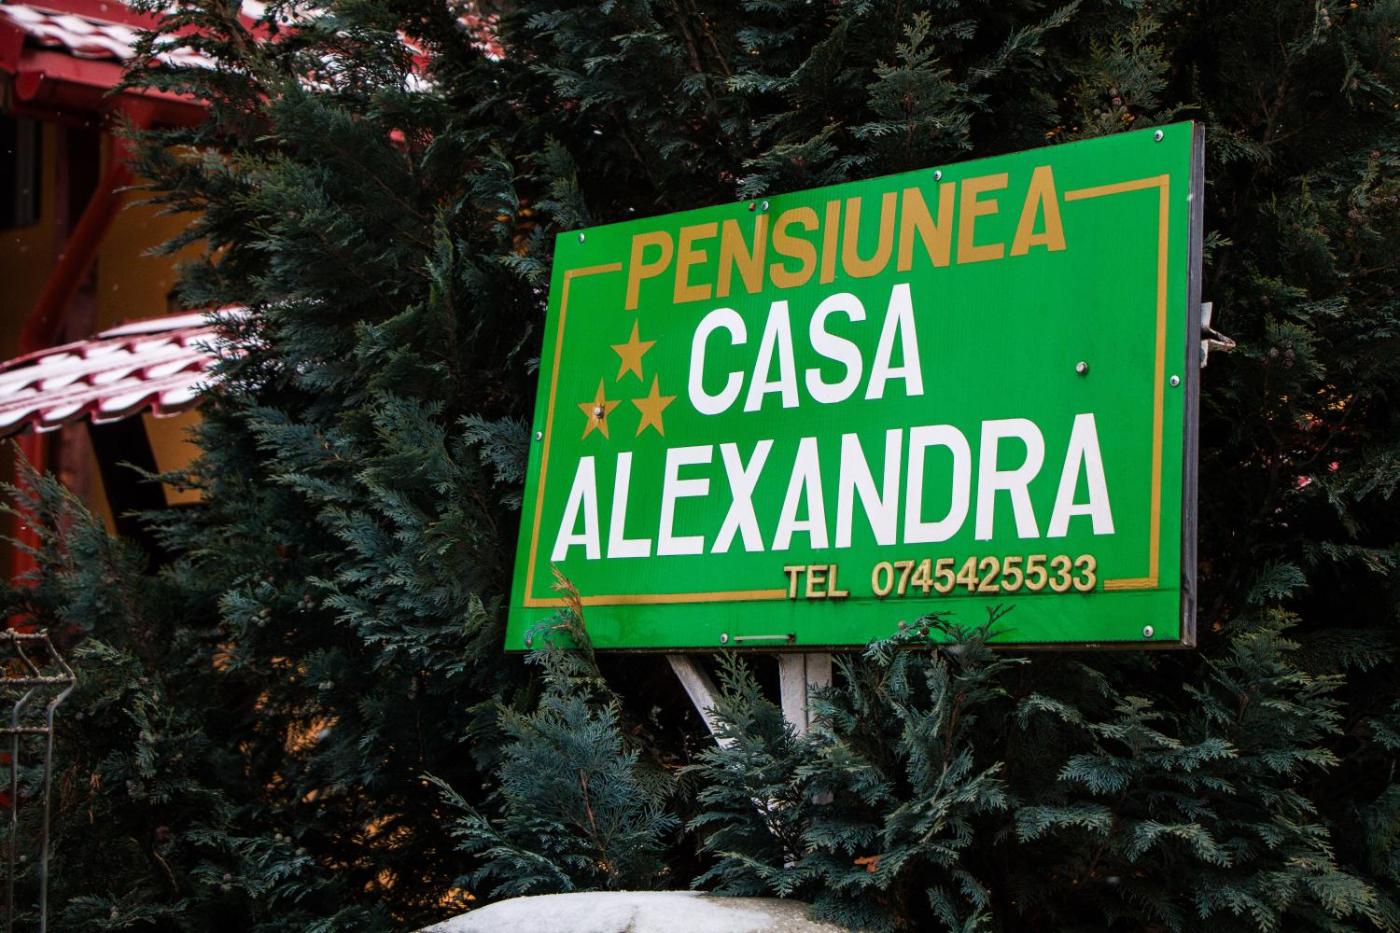 PENSIUNEA
CASA
ALEXANDRA
TEL 0745425533